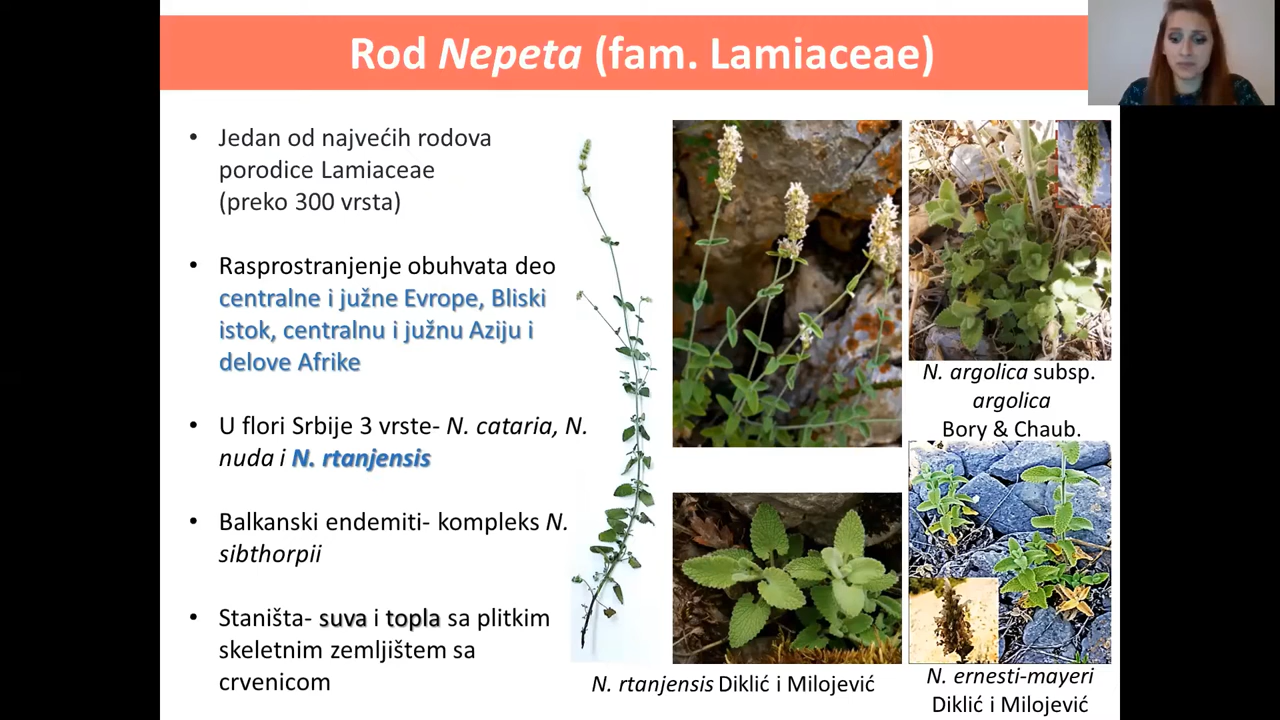 Rod Nepeta (fam. Lamiaceae)
• Jedan od najvećih rodova
porodice Lamiaceae
(preko 300 vrsta)
• Rasprostranjenje obuhvata deo
centralne i južne Evrope, Bliski
istok, centralnu i južnu Aziju i
delove Afrike
• U flori Srbije 3 vrste- N. cataria, N.
nuda i N. rtanjensis
• Balkanski endemiti- kompleks N.
sibthorpii
• Staništa- suva i topla sa plitkim
skeletnim zemljištem sa
crvenicom
N. rtanjensis Diklić i Milojević
N. argolica subsp.
argolica
Bory & Chaub.
N. ernesti-mayeri
Diklić i Milojević